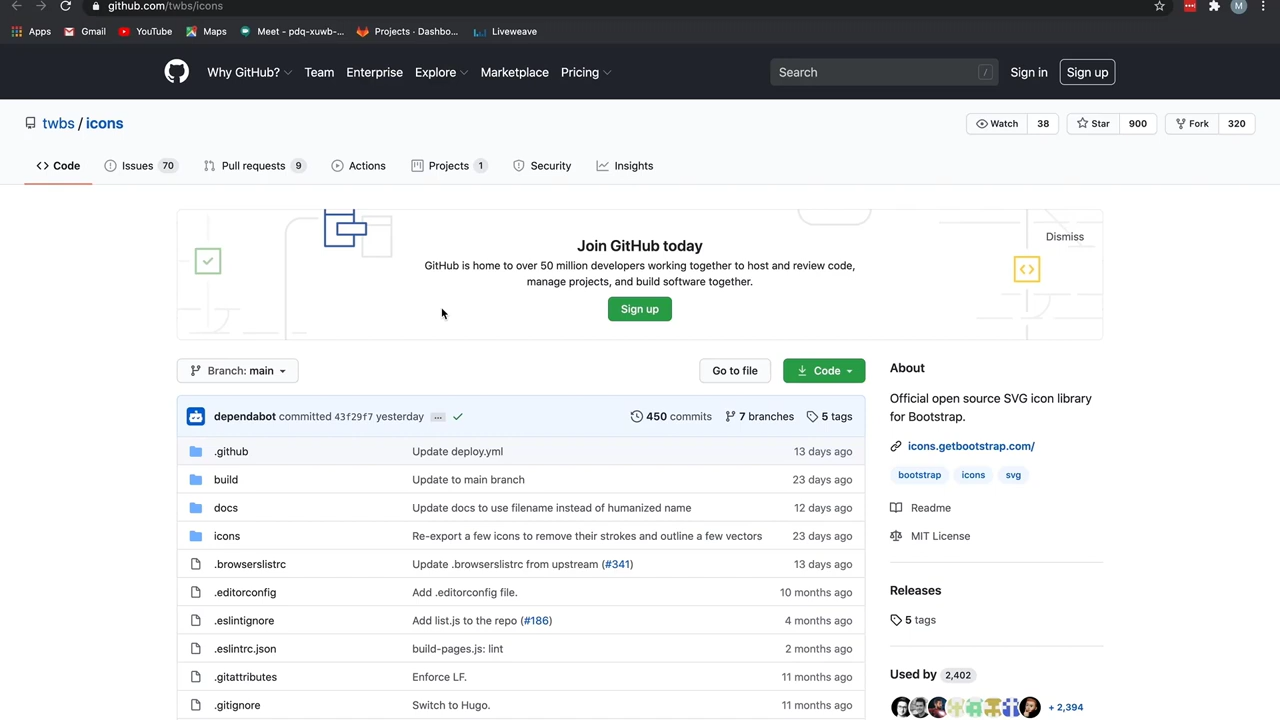 github.com/twbs/icons
M
Apps Gmail YouTube Maps Meet - pdq-xuwb-... Projects · Dashbo... Liveweave
Why GitHub? Team Enterprise Explore Marketplace Pricing Search / Sign in Sign up
twbs / icons Watch 38 Star 900 Fork 320
Code Issues 70 Pull requests 9 Actions Projects 1 Security Insights
Dismiss
Join GitHub today
GitHub is home to over 50 million developers working together to host and review code,
manage projects, and build software together.
Sign up
Branch: main Go to file Code
dependabot committed 43f29f7 yesterday ... 450 commits 7 branches 5 tags
.github Update deploy.yml 13 days ago
build Update to main branch 23 days ago
docs Update docs to use filename instead of humanized name 12 days ago
icons Re-export a few icons to remove their strokes and outline a few vectors 23 days ago
.browserslistrc Update .browserslistrc from upstream (#341) 13 days ago
.editorconfig Add .editorconfig file. 10 months ago
.eslintignore Add list.js to the repo (#186) 4 months ago
.eslintrc.json build-pages.js: lint 2 months ago
.gitattributes Enforce LF. 11 months ago
.gitignore Switch to Hugo. 11 months ago
About
Official open source SVG icon library
for Bootstrap.
icons.getbootstrap.com/
bootstrap icons svg
Readme
MIT License
Releases
5 tags
Used by 2,402
+ 2,394